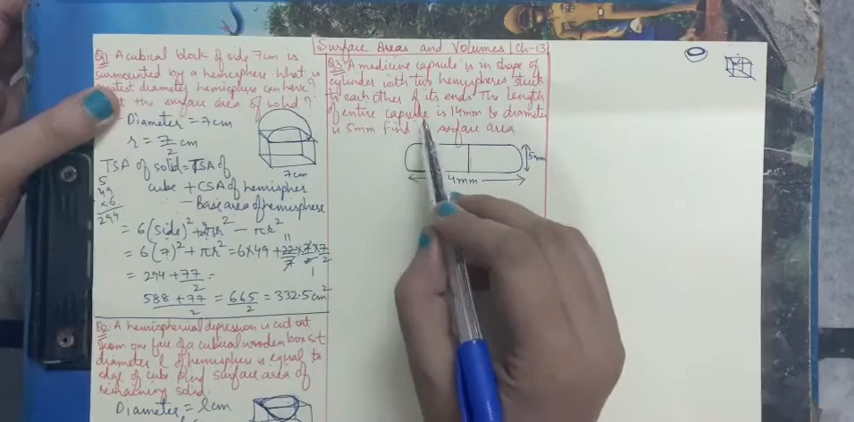 Surface Areas and Volumes | Ch-13
Q1 A cubical block of side 7cm is
surmounted by a hemisphere What is
greatest diameter hemisphere can have?
the surface area of solid?
Diameter = 7cm
r = 7/2 cm
7cm
TSA of solid = TSA of
cube + CSA of hemispher
- Base area of hemisphere
5
49
×6
294
= 6(side)² + 2πr² - πr²
= 6(7)² + πr² = 6×49 + 22/7 × 7/2 × 7/2
11
1
= 294 + 77/2 =
588 + 77/2 = 665/2 = 332.5cm²
Q2 A hemispherical depression is cut out
from one face of a cubical wooden box s.t
diameter l of hemisphere is equal to
edge of cube find surface area of
remaining solid.
Diameter = l cm
Q3 A medicine capsule is in shape of
cylinder with two hemispheres stuck
to each other of its ends The length
of entire capsule is 14mm & diameter
is 5mm Find surface area
5mm
4mm